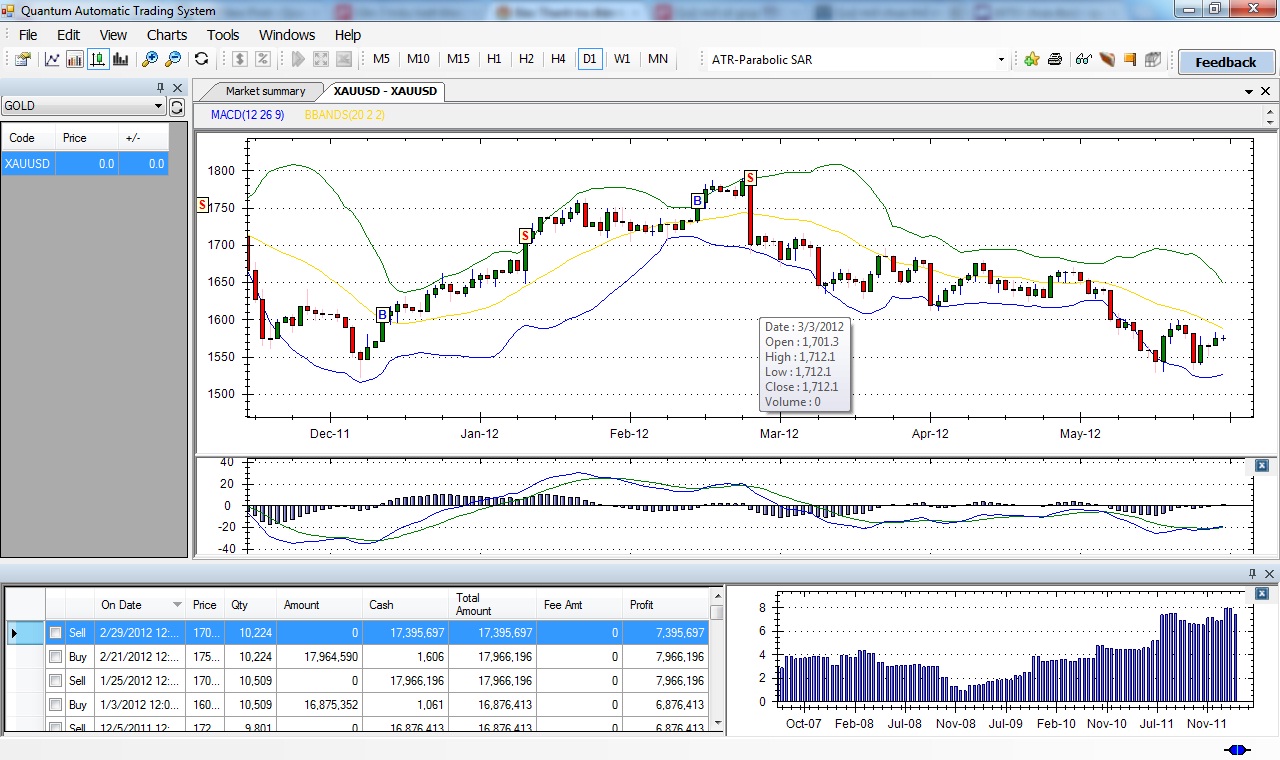 Quantum Automatic Trading System
File Edit View Charts Tools Windows Help
M5 M10 M15 H1 H2 H4 D1 W1 MN ATR-Parabolic SAR Feedback
GOLD
Code Price +/-
XAUUSD 0.0 0.0
Market summary XAUUSD - XAUUSD
MACD(12 26 9) BBANDS(20 2 2)
1800
1750
1700
1650
1600
1550
1500
S
B
S
B
S
Date : 3/3/2012
Open : 1,701.3
High : 1,712.1
Low : 1,712.1
Close : 1,712.1
Volume : 0
Dec-11 Jan-12 Feb-12 Mar-12 Apr-12 May-12
40
20
0
-20
-40
On Date Price Qty Amount Cash Total Amount Fee Amt Profit
Sell 2/29/2012 12:... 170... 10,224 0 17,395,697 17,395,697 0 7,395,697
Buy 2/21/2012 12:... 175... 10,224 17,964,590 1,606 17,966,196 0 7,966,196
Sell 1/25/2012 12:... 170... 10,509 0 17,966,196 17,966,196 0 7,966,196
Buy 1/3/2012 12:0... 160... 10,509 16,875,352 1,061 16,876,413 0 6,876,413
Sell 12/5/2011 12:... 172... 9,801 0 16,876,413 16,876,413 0 6,876,413
8
6
4
2
0
Oct-07 Feb-08 Jul-08 Nov-08 Jul-09 Feb-10 Nov-10 Jul-11 Nov-11